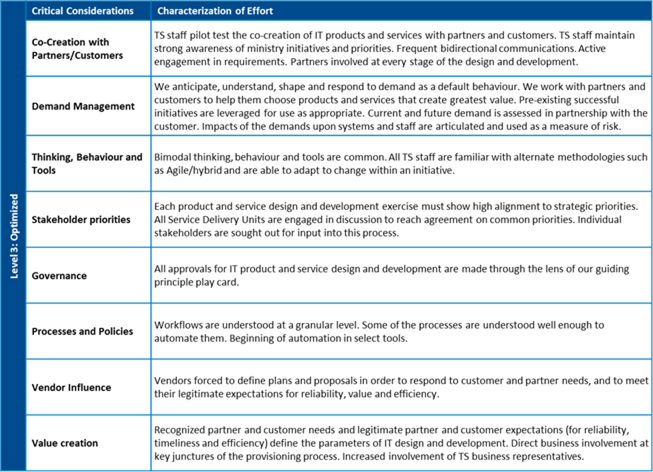 Critical Considerations
Characterization of Effort
Level 3: Optimized
Co-Creation with
Partners/Customers
TS staff pilot test the co-creation of IT products and services with partners and customers. TS staff maintain
strong awareness of ministry initiatives and priorities. Frequent bidirectional communications. Active
engagement in requirements. Partners involved at every stage of the design and development.
Demand Management
We anticipate, understand, shape and respond to demand as a default behaviour. We work with partners and
customers to help them choose products and services that create greatest value. Pre-existing successful
initiatives are leveraged for use as appropriate. Current and future demand is assessed in partnership with the
customer. Impacts of the demands upon systems and staff are articulated and used as a measure of risk.
Thinking, Behaviour and
Tools
Bimodal thinking, behaviour and tools are common. All TS staff are familiar with alternate methodologies such
as Agile/hybrid and are able to adapt to change within an initiative.
Stakeholder priorities
Each product and service design and development exercise must show high alignment to strategic priorities.
All Service Delivery Units are engaged in discussion to reach agreement on common priorities. Individual
stakeholders are sought out for input into this process.
Governance
All approvals for IT product and service design and development are made through the lens of our guiding
principle play card.
Processes and Policies
Workflows are understood at a granular level. Some of the processes are understood well enough to
automate them. Beginning of automation in select tools.
Vendor Influence
Vendors forced to define plans and proposals in order to respond to customer and partner needs, and to meet
their legitimate expectations for reliability, value and efficiency.
Value creation
Recognized partner and customer needs and legitimate partner and customer expectations (for reliability,
timeliness and efficiency) define the parameters of IT design and development. Direct business involvement at
key junctures of the provisioning process. Increased involvement of TS business representatives.